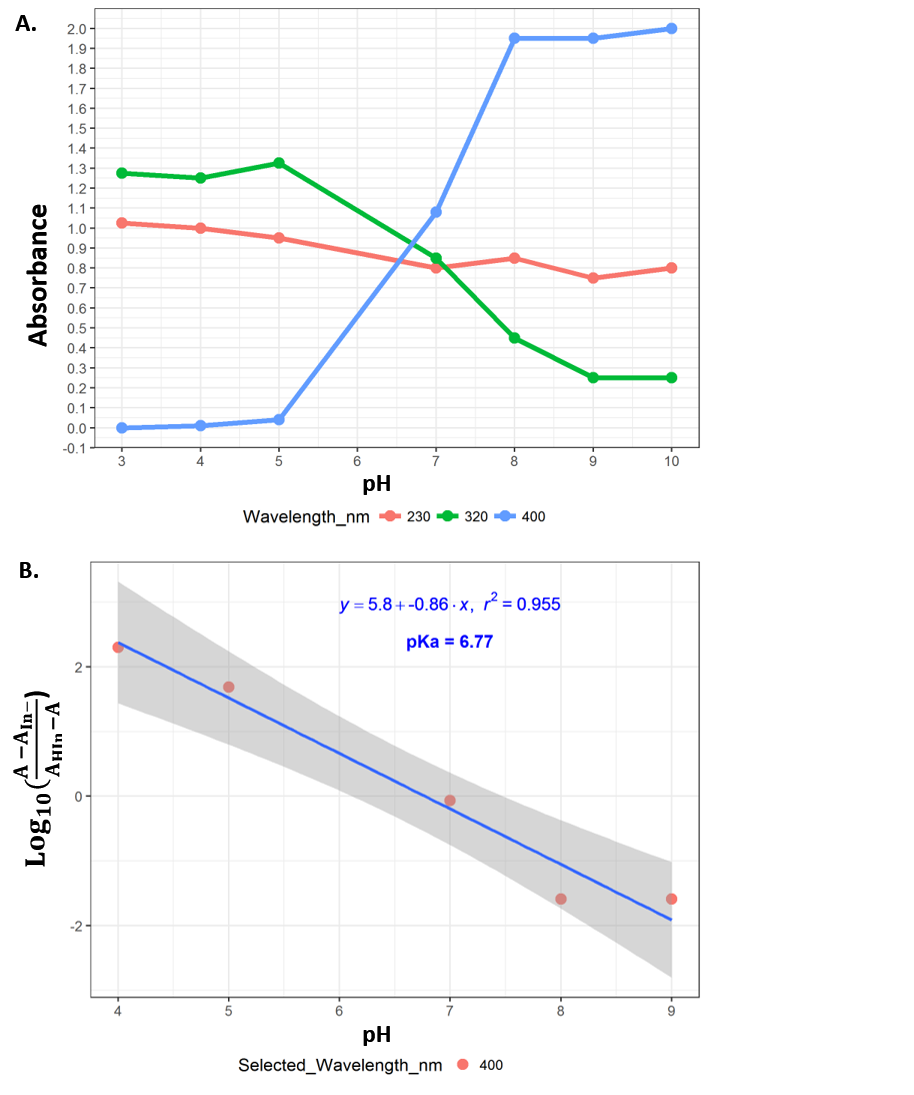 A.
2.0
1.9
1.8
1.7
1.6
1.5
1.4
1.3
1.2
1.1
1.0
0.9
0.8
0.7
0.6
0.5
0.4
0.3
0.2
0.1
0.0
-0.1
Absorbance
3 4 5 6 7 8 9 10
pH
Wavelength_nm 230 320 400
B.
y = 5.8 + -0.86 · x, r² = 0.955
pKa = 6.77
2
0
-2
Log₁₀(A −A_In− / A_HIn −A)
4 5 6 7 8 9
pH
Selected_Wavelength_nm 400